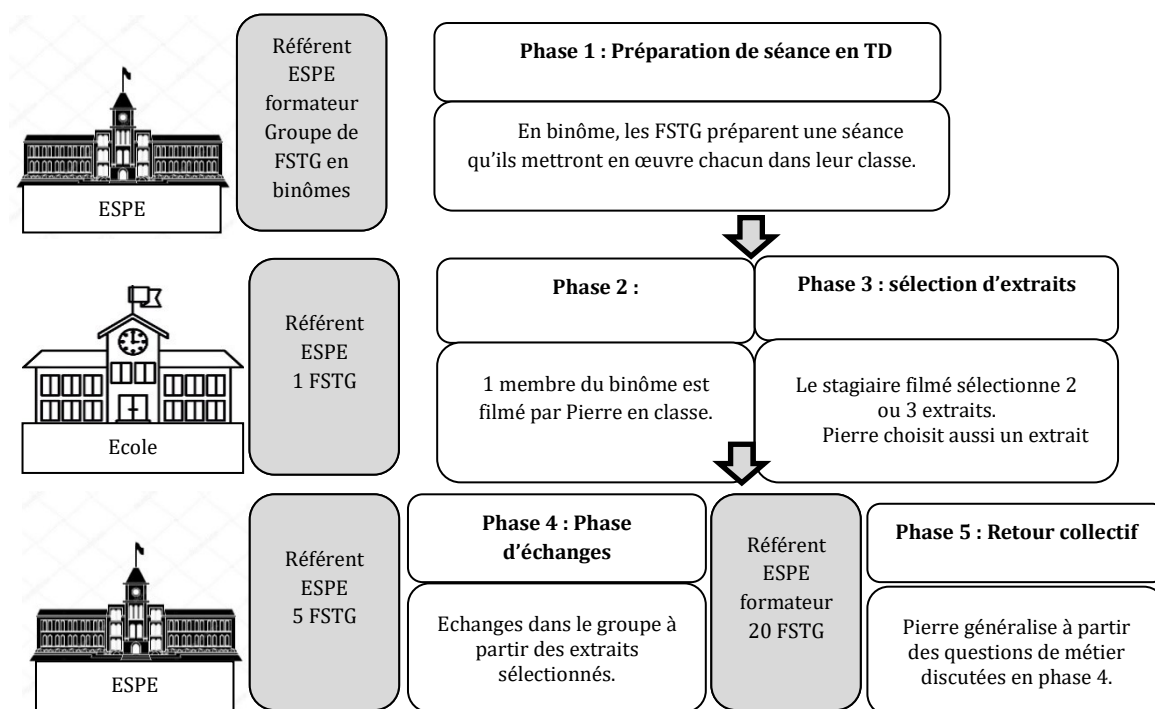 Référent
ESPE
formateur
Groupe de
FSTG en
binômes
Phase 1 : Préparation de séance en TD
En binôme, les FSTG préparent une séance
qu'ils mettront en œuvre chacun dans leur classe.
ESPE
Référent
ESPE
1 FSTG
Phase 2 :
1 membre du binôme est
filmé par Pierre en classe.
Phase 3 : sélection d'extraits
Le stagiaire filmé sélectionne 2
ou 3 extraits.
Pierre choisit aussi un extrait
Ecole
Référent
ESPE
5 FSTG
Phase 4 : Phase
d'échanges
Echanges dans le groupe à
partir des extraits
sélectionnés.
Référent
ESPE
formateur
20 FSTG
Phase 5 : Retour collectif
Pierre généralise à partir
des questions de métier
discutées en phase 4.
ESPE